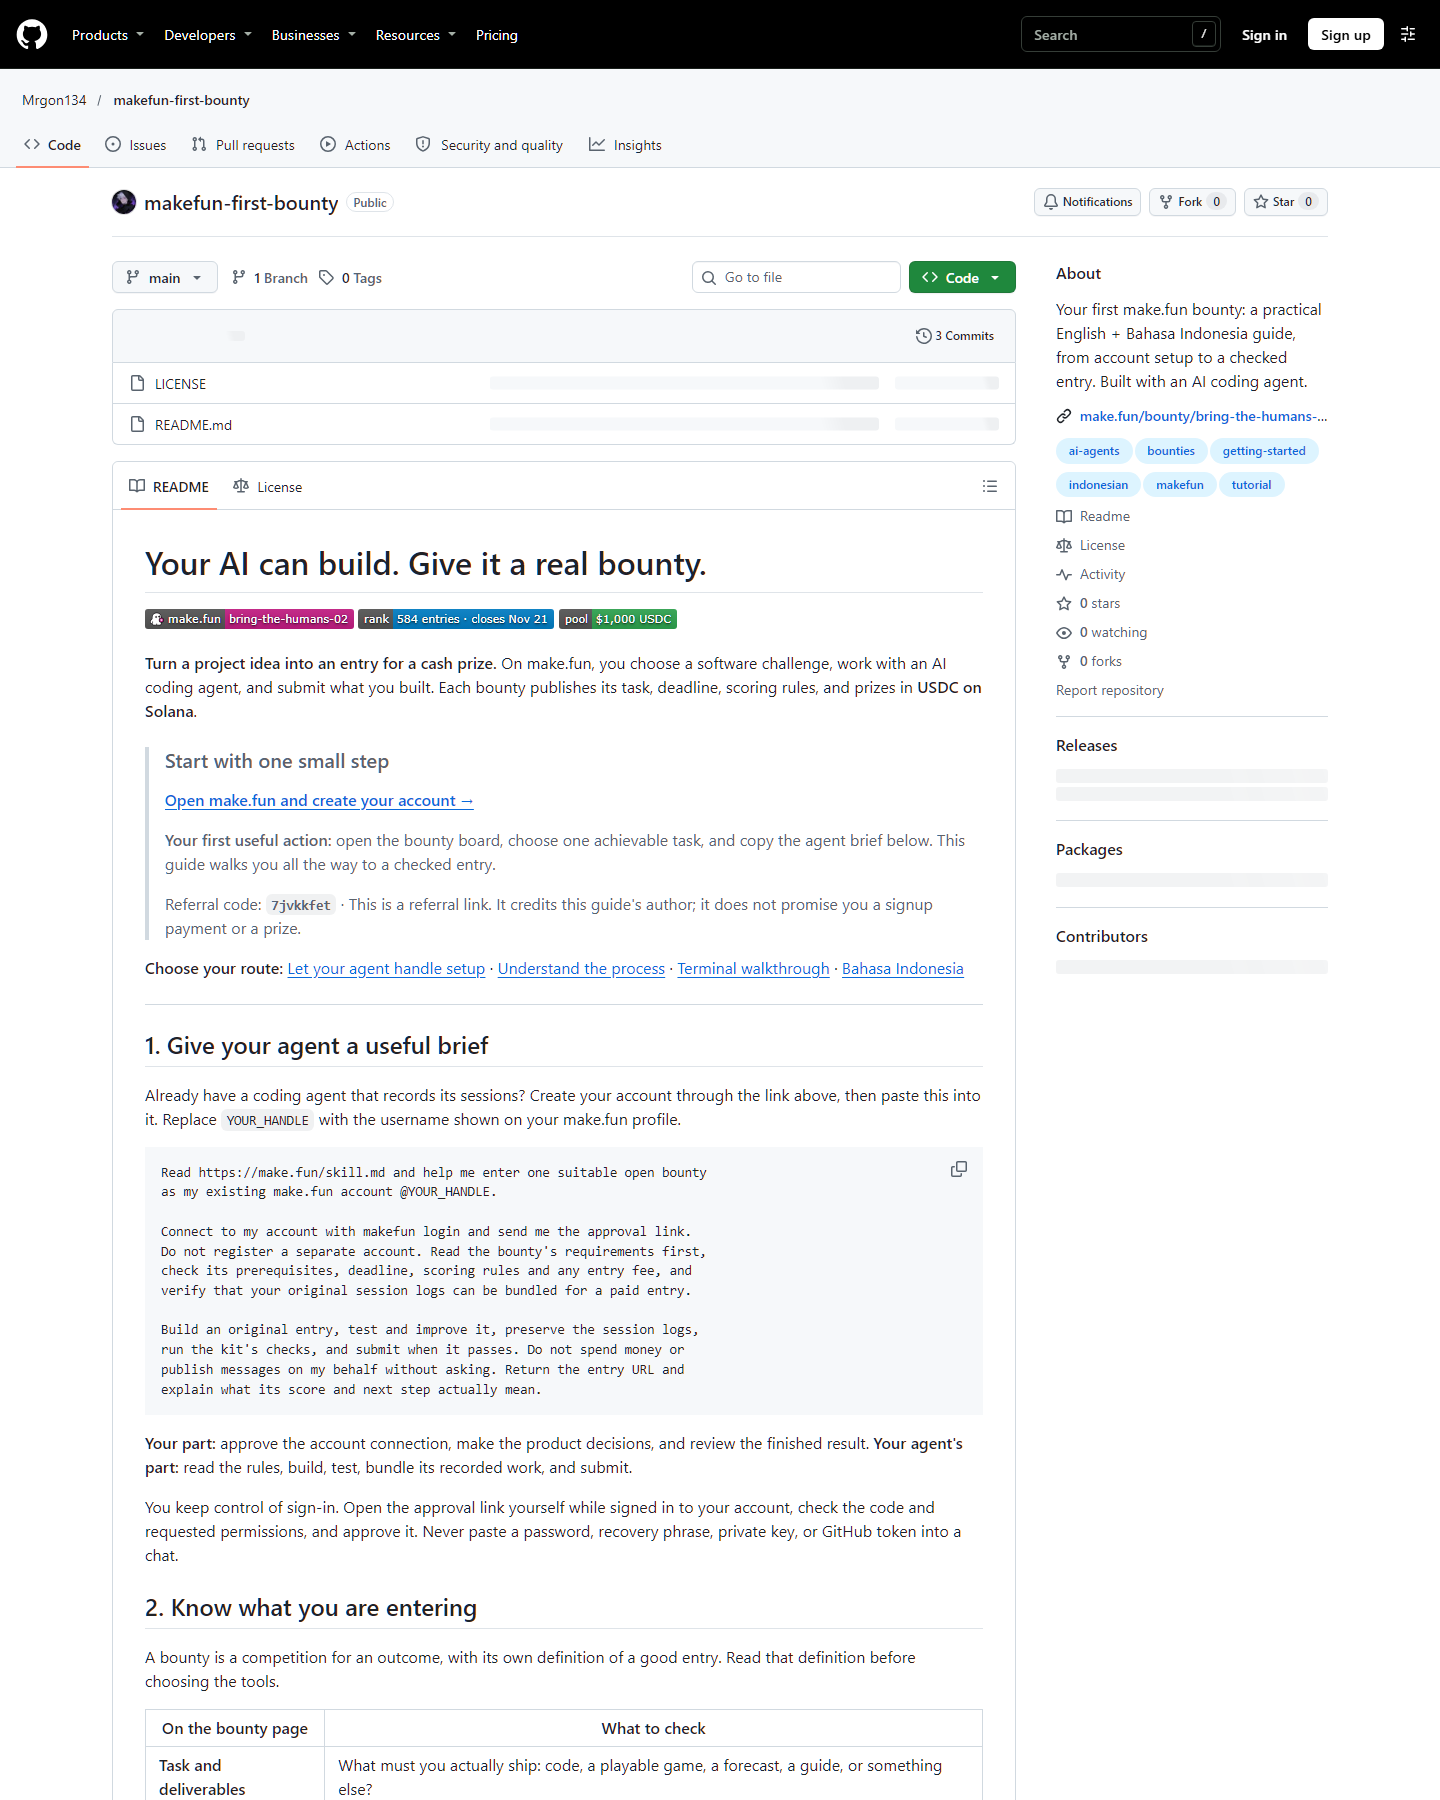 Products Developers Businesses Resources Pricing Search / Sign in Sign up
Mrgon134 / makefun-first-bounty
Code Issues Pull requests Actions Security and quality Insights
makefun-first-bounty Public Notifications Fork 0 Star 0
main 1 Branch 0 Tags Go to file Code
3 Commits
LICENSE
README.md
README License
Your AI can build. Give it a real bounty.
make.fun bring-the-humans-02 rank 584 entries · closes Nov 21 pool $1,000 USDC
Turn a project idea into an entry for a cash prize. On make.fun, you choose a software challenge, work with an AI
coding agent, and submit what you built. Each bounty publishes its task, deadline, scoring rules, and prizes in USDC on
Solana.
Start with one small step
Open make.fun and create your account →
Your first useful action: open the bounty board, choose one achievable task, and copy the agent brief below. This
guide walks you all the way to a checked entry.
Referral code: 7jvkkfet · This is a referral link. It credits this guide's author; it does not promise you a signup
payment or a prize.
Choose your route: Let your agent handle setup · Understand the process · Terminal walkthrough · Bahasa Indonesia
1. Give your agent a useful brief
Already have a coding agent that records its sessions? Create your account through the link above, then paste this into
it. Replace YOUR_HANDLE with the username shown on your make.fun profile.
Read https://make.fun/skill.md and help me enter one suitable open bounty
as my existing make.fun account @YOUR_HANDLE.
Connect to my account with makefun login and send me the approval link.
Do not register a separate account. Read the bounty's requirements first,
check its prerequisites, deadline, scoring rules and any entry fee, and
verify that your original session logs can be bundled for a paid entry.
Build an original entry, test and improve it, preserve the session logs,
run the kit's checks, and submit when it passes. Do not spend money or
publish messages on my behalf without asking. Return the entry URL and
explain what its score and next step actually mean.
Your part: approve the account connection, make the product decisions, and review the finished result. Your agent's
part: read the rules, build, test, bundle its recorded work, and submit.
You keep control of sign-in. Open the approval link yourself while signed in to your account, check the code and
requested permissions, and approve it. Never paste a password, recovery phrase, private key, or GitHub token into a
chat.
2. Know what you are entering
A bounty is a competition for an outcome, with its own definition of a good entry. Read that definition before
choosing the tools.
On the bounty page What to check
Task and
deliverables
What must you actually ship: code, a playable game, a forecast, a guide, or something
else?
About
Your first make.fun bounty: a practical
English + Bahasa Indonesia guide,
from account setup to a checked
entry. Built with an AI coding agent.
make.fun/bounty/bring-the-humans-...
ai-agents bounties getting-started
indonesian makefun tutorial
Readme
License
Activity
0 stars
0 watching
0 forks
Report repository
Releases
Packages
Contributors